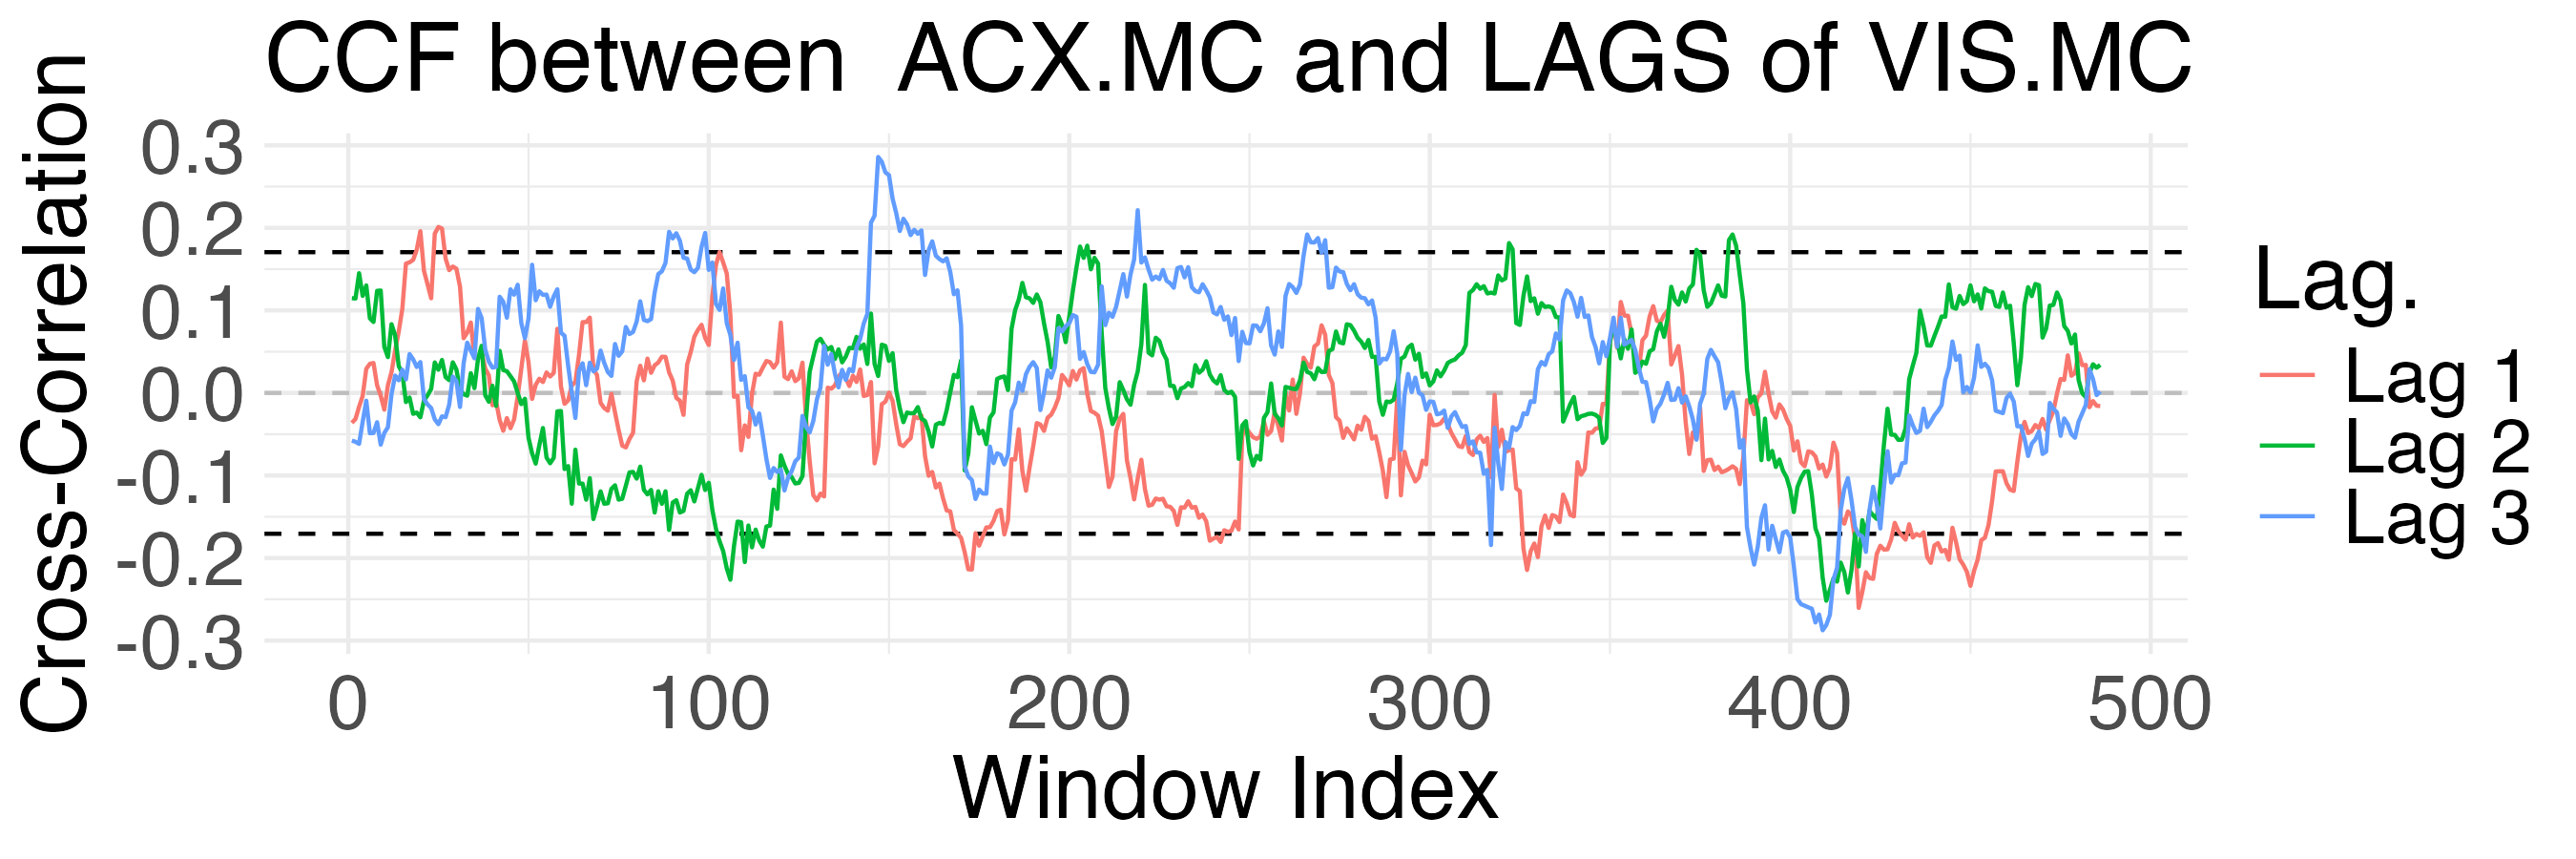 CCF between  ACX.MC and LAGS of VIS.MC
Cross-Correlation
0.3
0.2
0.1
0.0
-0.1
-0.2
-0.3
0 100 200 300 400 500
Window Index
Lag.
Lag 1
Lag 2
Lag 3